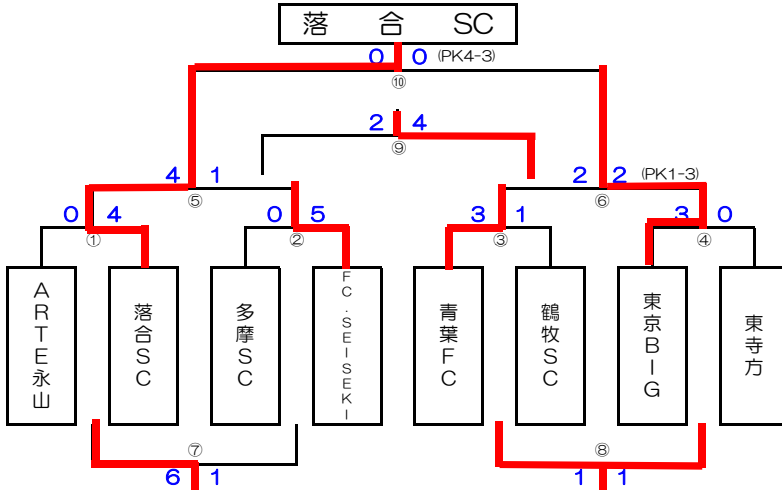 落 合 SC
0 0 (PK4-3)
⑩
2 4
⑨
4 1
⑤
2 2 (PK1-3)
⑥
0 4
①
0 5
②
3 1
③
3 0
④
ARTE永山
落合SC
多摩SC
FC.SEISEKI
青葉FC
鶴牧SC
東京BIG
東寺方
⑦
6 1
⑧
1 1